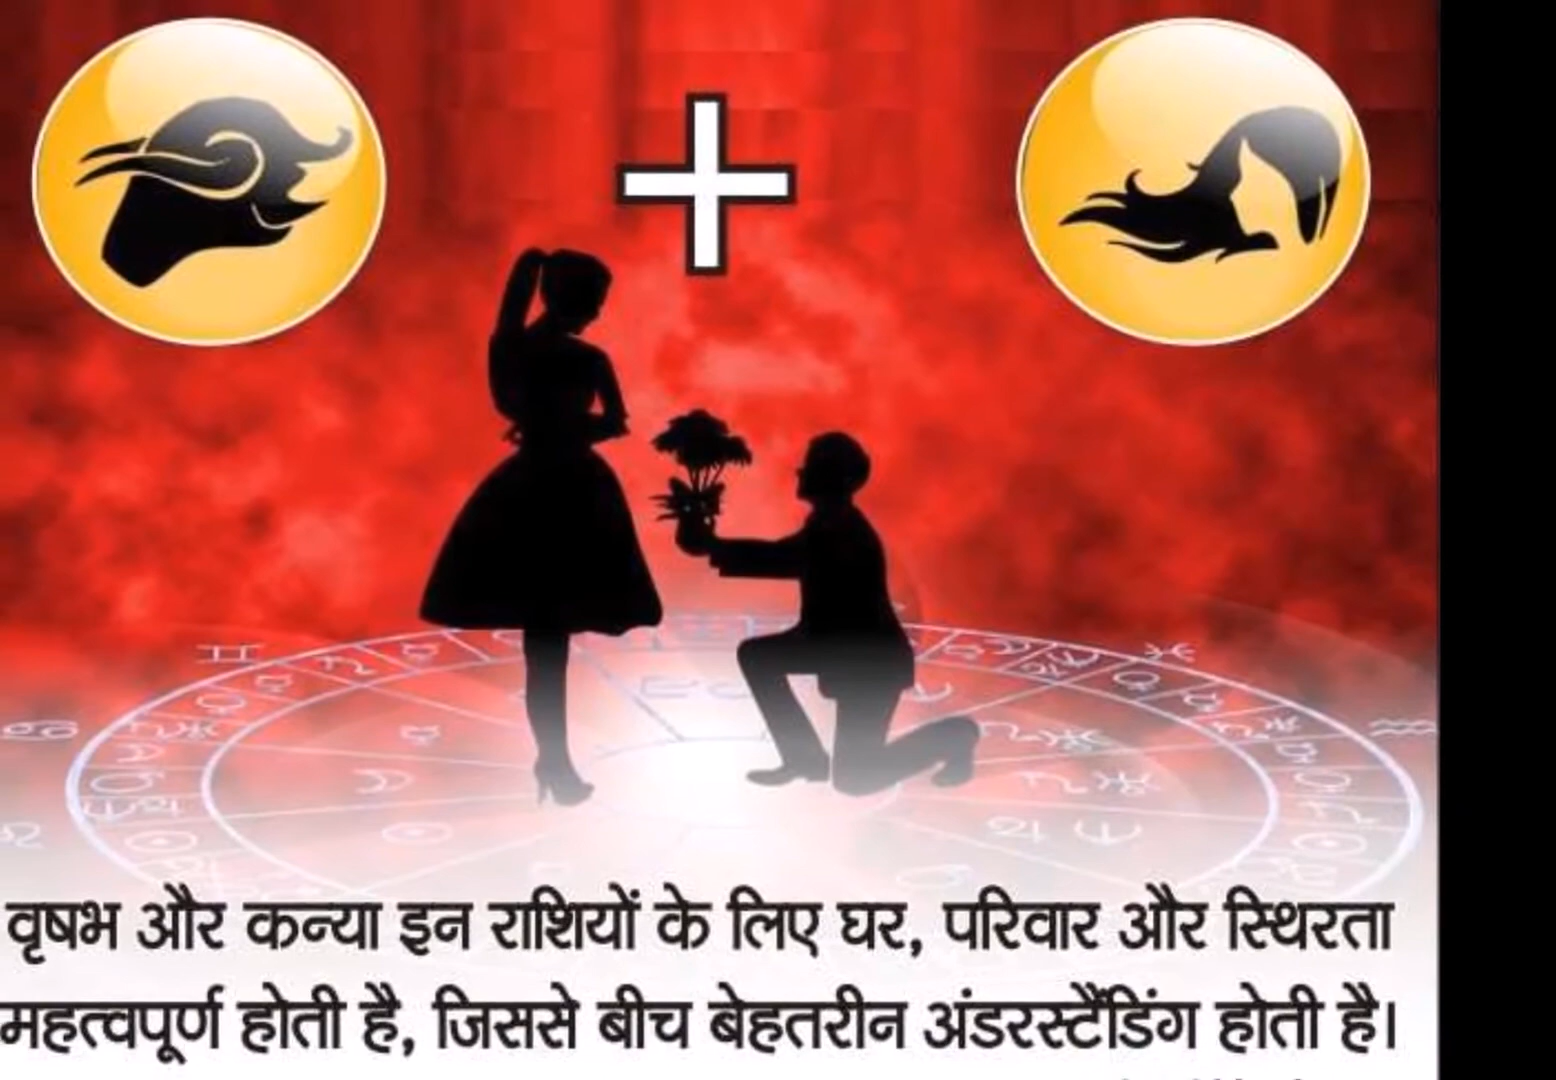 वृषभ और कन्या इन राशियों के लिए घर, परिवार और स्थिरता
महत्वपूर्ण होती है, जिससे बीच बेहतरीन अंडरस्टैंडिंग होती है।